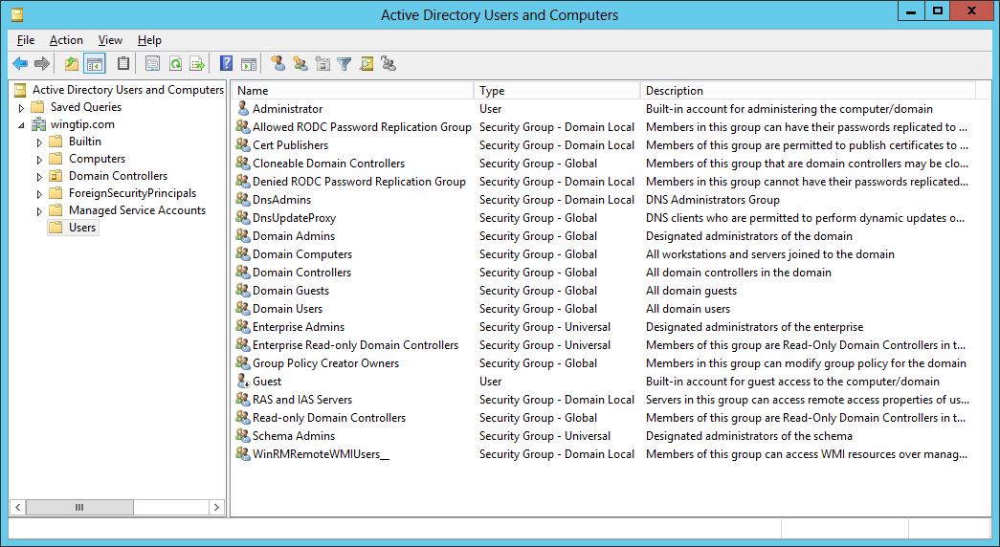 Active Directory Users and Computers
X
File Action View Help
Active Directory Users and Computers
Saved Queries
wingtip.com
Builtin
Computers
Domain Controllers
ForeignSecurityPrincipals
Managed Service Accounts
Users
Name Type Description
Administrator User Built-in account for administering the computer/domain
Allowed RODC Password Replication Group Security Group - Domain Local Members in this group can have their passwords replicated to ...
Cert Publishers Security Group - Domain Local Members of this group are permitted to publish certificates to ...
Cloneable Domain Controllers Security Group - Global Members of this group that are domain controllers may be clo...
Denied RODC Password Replication Group Security Group - Domain Local Members in this group cannot have their passwords replicated...
DnsAdmins Security Group - Domain Local DNS Administrators Group
DnsUpdateProxy Security Group - Global DNS clients who are permitted to perform dynamic updates o...
Domain Admins Security Group - Global Designated administrators of the domain
Domain Computers Security Group - Global All workstations and servers joined to the domain
Domain Controllers Security Group - Global All domain controllers in the domain
Domain Guests Security Group - Global All domain guests
Domain Users Security Group - Global All domain users
Enterprise Admins Security Group - Universal Designated administrators of the enterprise
Enterprise Read-only Domain Controllers Security Group - Universal Members of this group are Read-Only Domain Controllers in t...
Group Policy Creator Owners Security Group - Global Members in this group can modify group policy for the domain
Guest User Built-in account for guest access to the computer/domain
RAS and IAS Servers Security Group - Domain Local Servers in this group can access remote access properties of us...
Read-only Domain Controllers Security Group - Global Members of this group are Read-Only Domain Controllers in t...
Schema Admins Security Group - Universal Designated administrators of the schema
WinRMRemoteWMIUsers__ Security Group - Domain Local Members of this group can access WMI resources over manag...